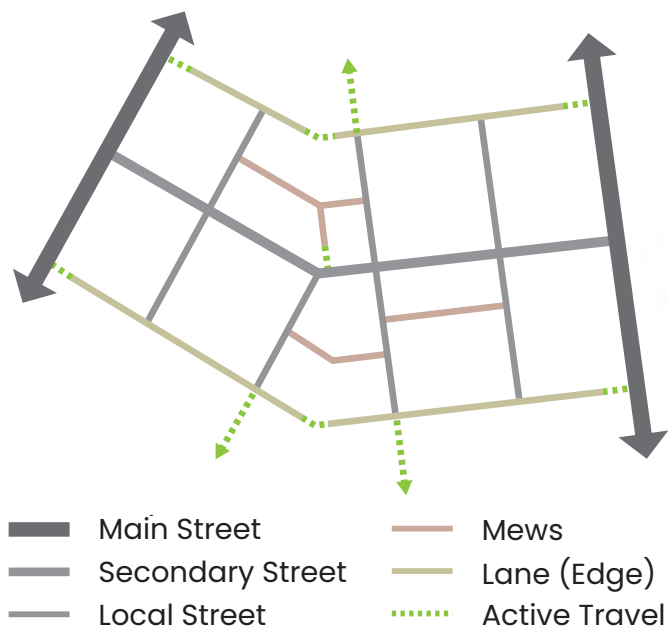 Main Street
Secondary Street
Local Street
Mews
Lane (Edge)
Active Travel